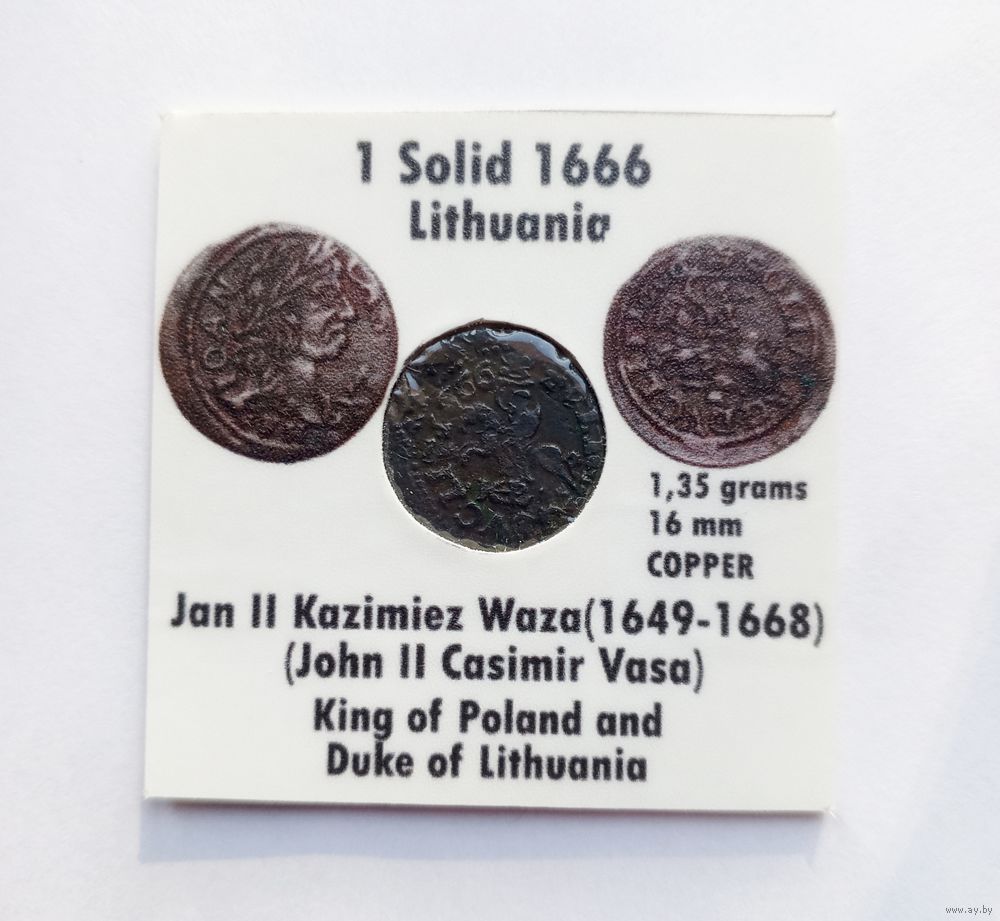 1 Solid 1666
Lithuania
IOAN
1,35 grams
16 mm
COPPER
Jan II Kazimiez Waza(1649-1668)
(John II Casimir Vasa)
King of Poland and
Duke of Lithuania
www.ay.by